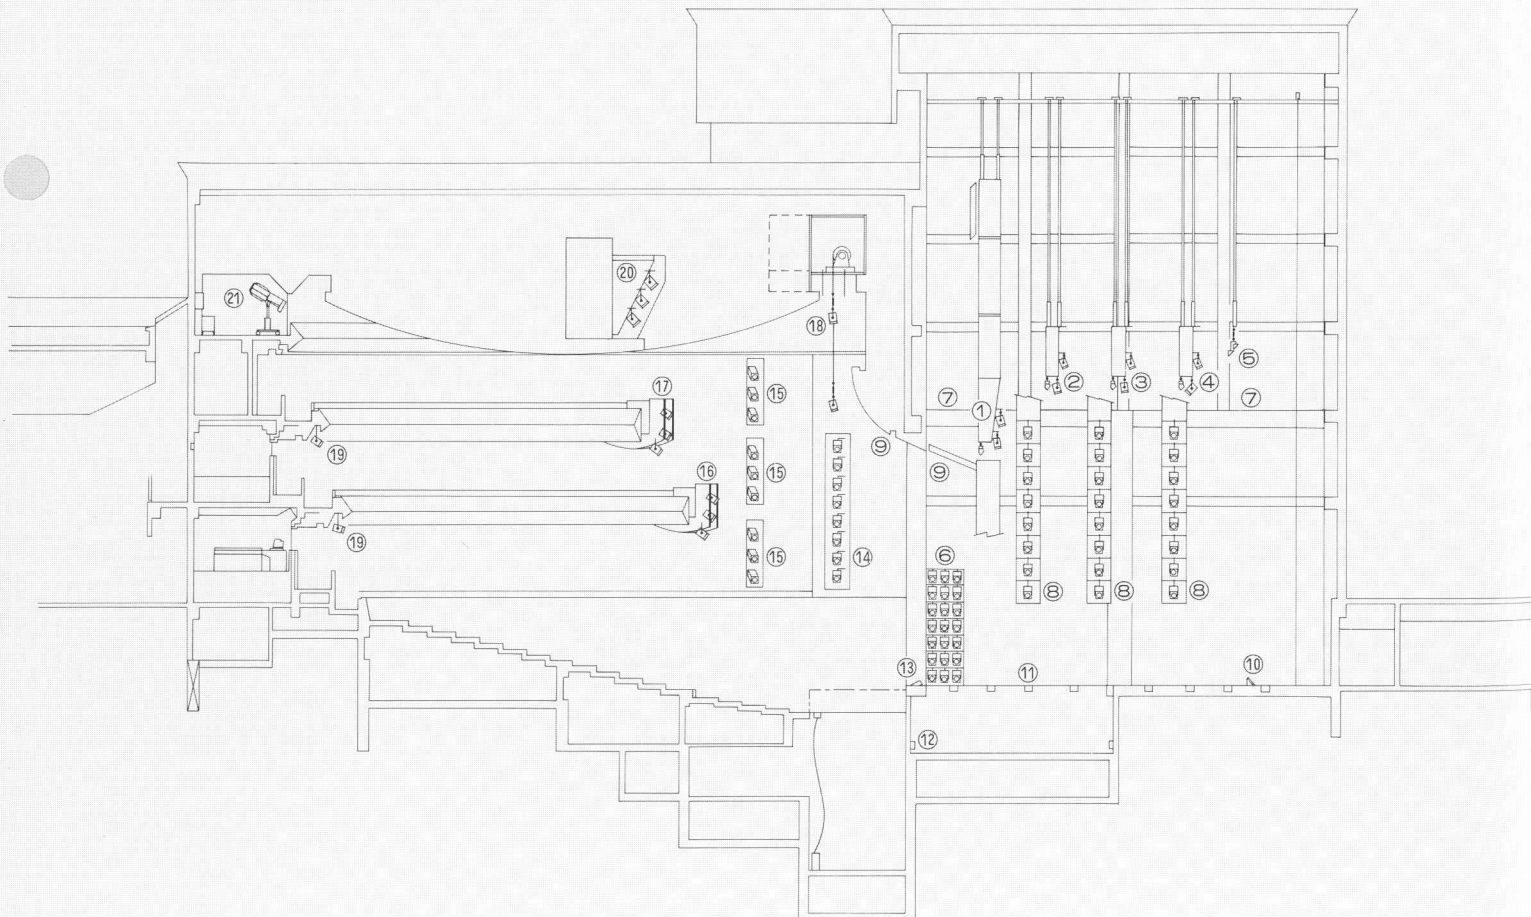 ⑳
㉑
⑱
⑤
② ③ ④
⑰
⑮
⑦ ① ⑦
⑨
⑲
⑨
⑯
⑮
⑲
⑮ ⑭ ⑥
⑧ ⑧ ⑧
⑬ ⑪ ⑩
⑫